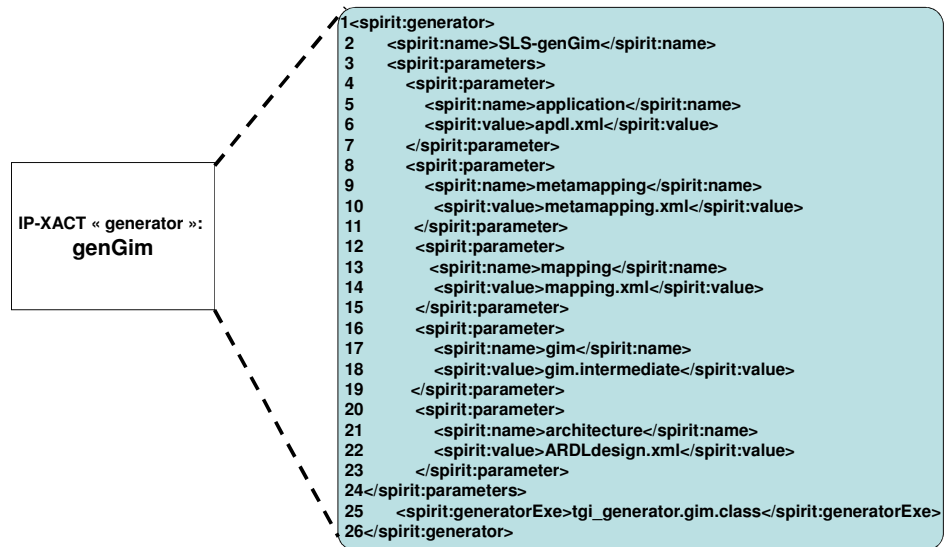 IP-XACT « generator »:
genGim
1<spirit:generator>
2 <spirit:name>SLS-genGim</spirit:name>
3 <spirit:parameters>
4 <spirit:parameter>
5 <spirit:name>application</spirit:name>
6 <spirit:value>apdl.xml</spirit:value>
7 </spirit:parameter>
8 <spirit:parameter>
9 <spirit:name>metamapping</spirit:name>
10 <spirit:value>metamapping.xml</spirit:value>
11 </spirit:parameter>
12 <spirit:parameter>
13 <spirit:name>mapping</spirit:name>
14 <spirit:value>mapping.xml</spirit:value>
15 </spirit:parameter>
16 <spirit:parameter>
17 <spirit:name>gim</spirit:name>
18 <spirit:value>gim.intermediate</spirit:value>
19 </spirit:parameter>
20 <spirit:parameter>
21 <spirit:name>architecture</spirit:name>
22 <spirit:value>ARDLdesign.xml</spirit:value>
23 </spirit:parameter>
24</spirit:parameters>
25 <spirit:generatorExe>tgi_generator.gim.class</spirit:generatorExe>
26</spirit:generator>